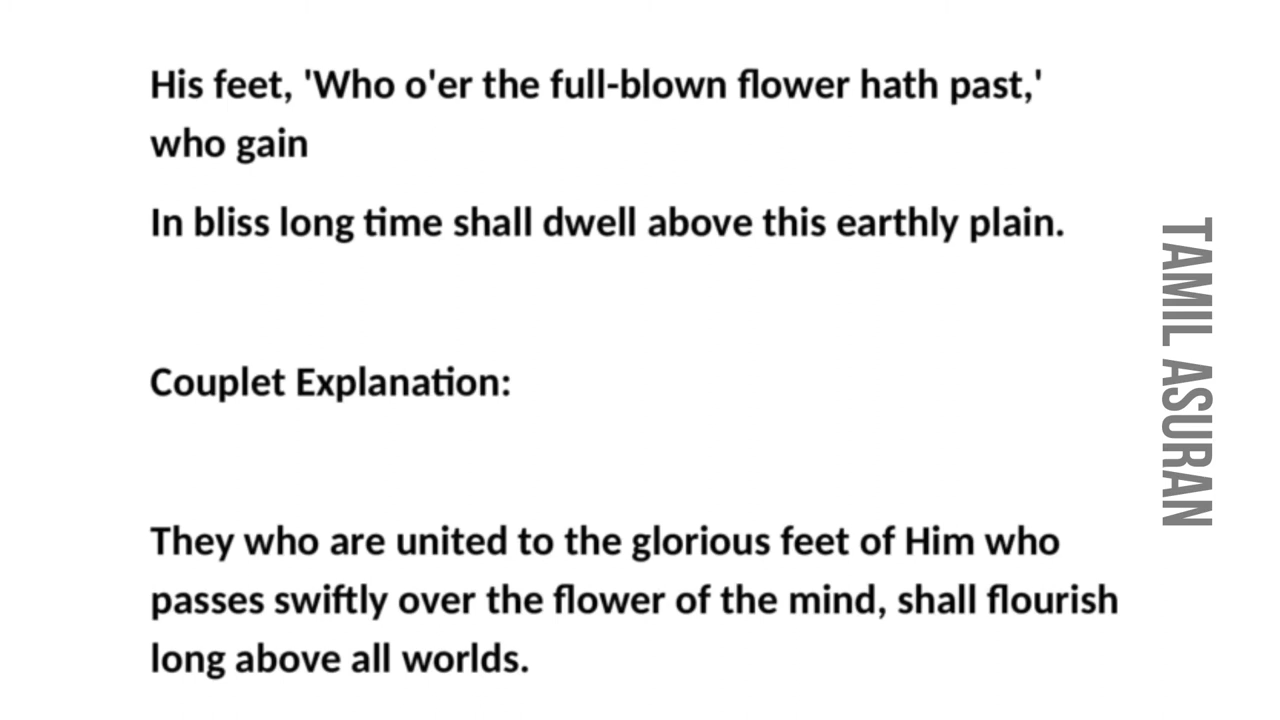 His feet, 'Who o'er the full-blown flower hath past,'
who gain
In bliss long time shall dwell above this earthly plain.
Couplet Explanation:
They who are united to the glorious feet of Him who
passes swiftly over the flower of the mind, shall flourish
long above all worlds.
TAMIL ASURAN